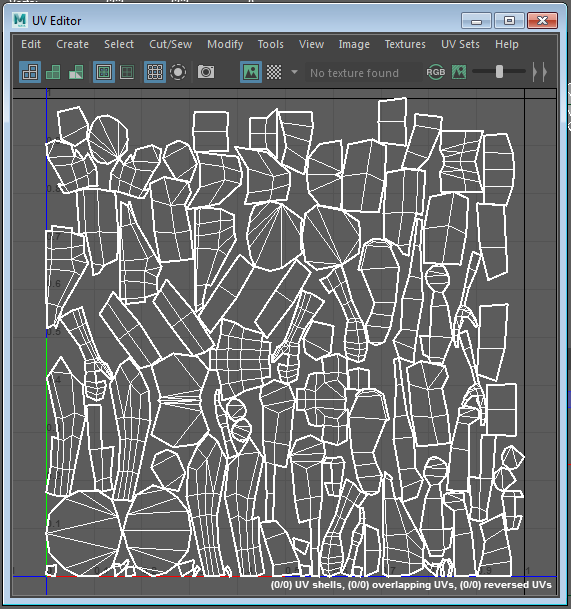 UV Editor
Edit Create Select Cut/Sew Modify Tools View Image Textures UV Sets Help
No texture found
RGB
(0/0) UV shells, (0/0) overlapping UVs, (0/0) reversed UVs